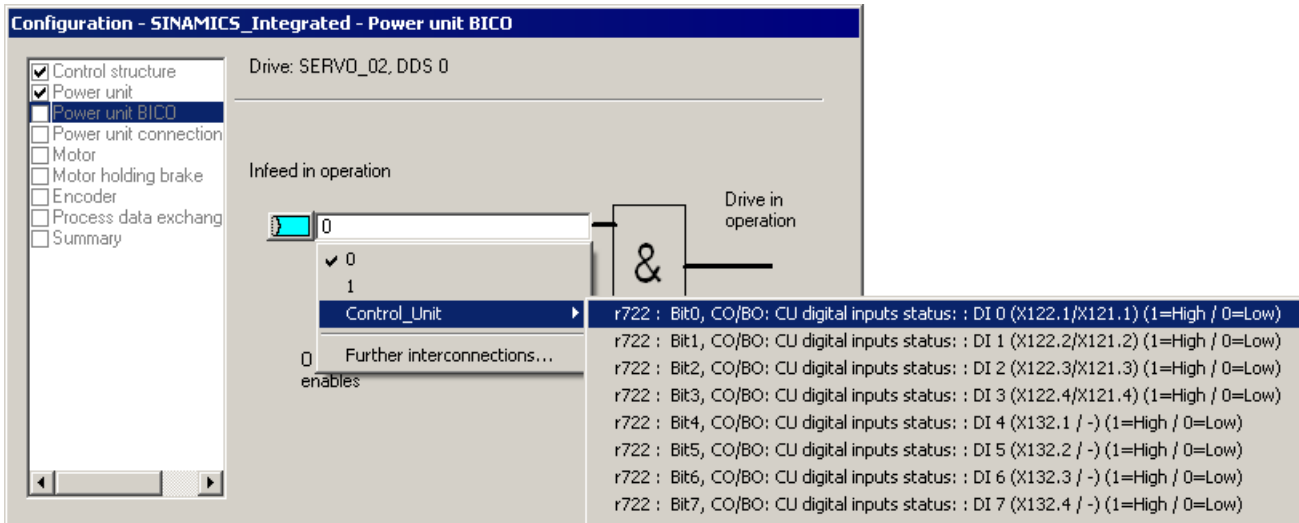 Configuration - SINAMICS_Integrated - Power unit BICO
Control structure
Power unit
Power unit BICO
Power unit connection
Motor
Motor holding brake
Encoder
Process data exchang
Summary
Drive: SERVO_02, DDS 0
Infeed in operation
0
Drive in
operation
&
0
1
Control_Unit
Further interconnections...
O
enables
r722 : Bit0, CO/BO: CU digital inputs status: : DI 0 (X122.1/X121.1) (1=High / 0=Low)
r722 : Bit1, CO/BO: CU digital inputs status: : DI 1 (X122.2/X121.2) (1=High / 0=Low)
r722 : Bit2, CO/BO: CU digital inputs status: : DI 2 (X122.3/X121.3) (1=High / 0=Low)
r722 : Bit3, CO/BO: CU digital inputs status: : DI 3 (X122.4/X121.4) (1=High / 0=Low)
r722 : Bit4, CO/BO: CU digital inputs status: : DI 4 (X132.1 / -) (1=High / 0=Low)
r722 : Bit5, CO/BO: CU digital inputs status: : DI 5 (X132.2 / -) (1=High / 0=Low)
r722 : Bit6, CO/BO: CU digital inputs status: : DI 6 (X132.3 / -) (1=High / 0=Low)
r722 : Bit7, CO/BO: CU digital inputs status: : DI 7 (X132.4 / -) (1=High / 0=Low)